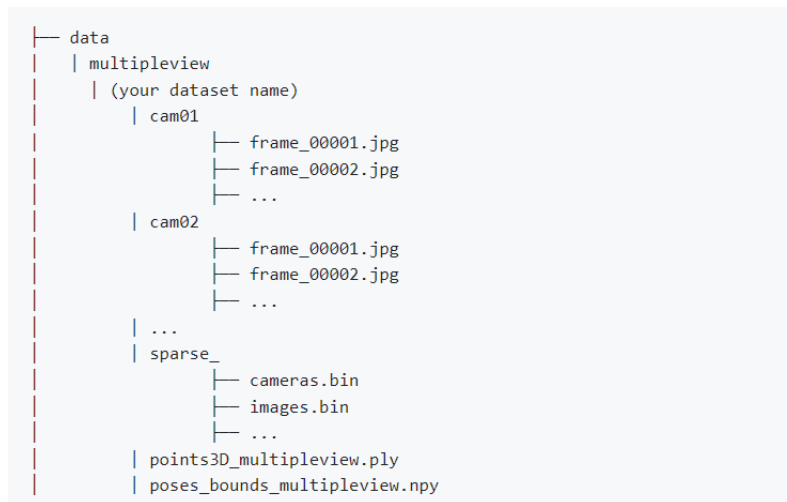 ├── data
│   | multipleview
│     | (your dataset name)
│         | cam01
│                 ├── frame_00001.jpg
│                 ├── frame_00002.jpg
│                 ├── ...
│         | cam02
│                 ├── frame_00001.jpg
│                 ├── frame_00002.jpg
│                 ├── ...
│         | ...
│         | sparse_
│                 ├── cameras.bin
│                 ├── images.bin
│                 ├── ...
│         | points3D_multipleview.ply
│         | poses_bounds_multipleview.npy